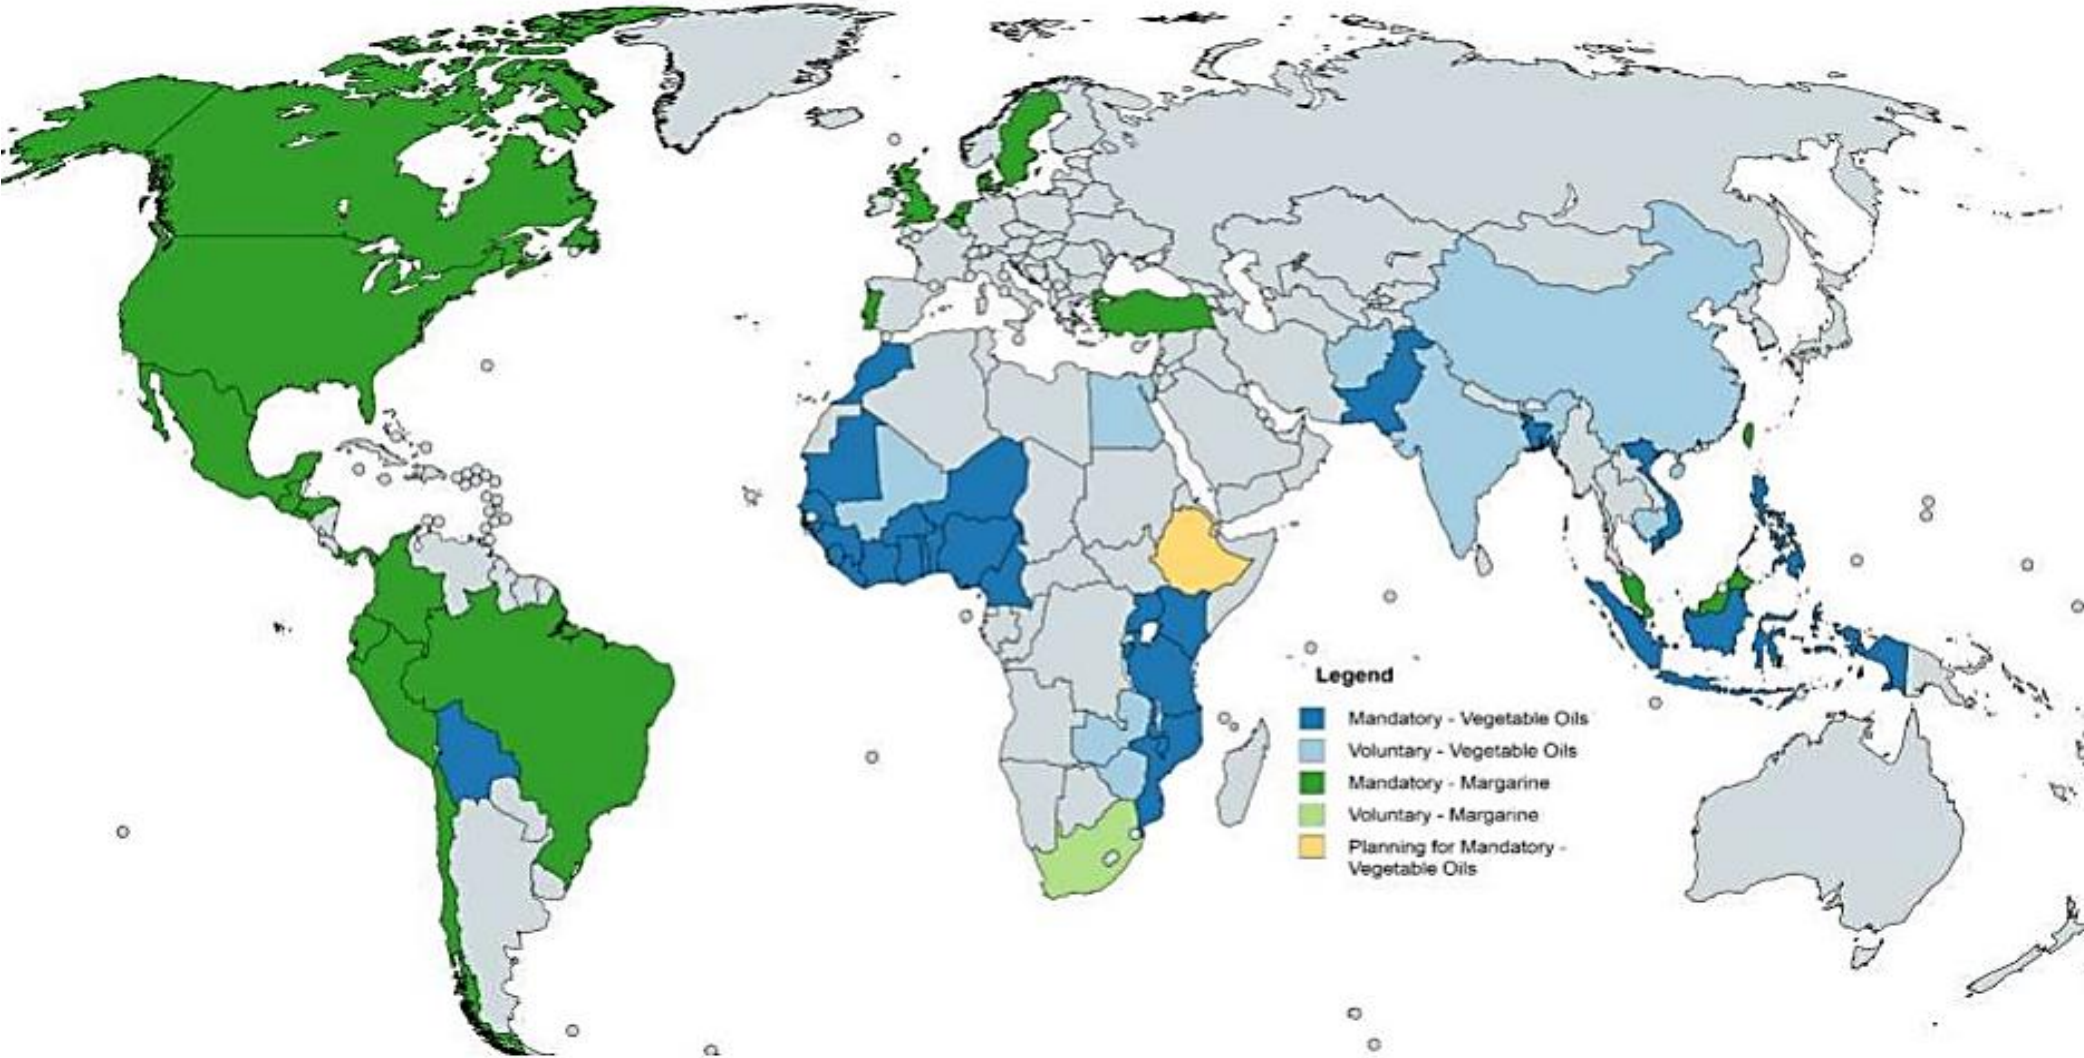 Legend
Mandatory - Vegetable Oils
Voluntary - Vegetable Oils
Mandatory - Margarine
Voluntary - Margarine
Planning for Mandatory -
Vegetable Oils